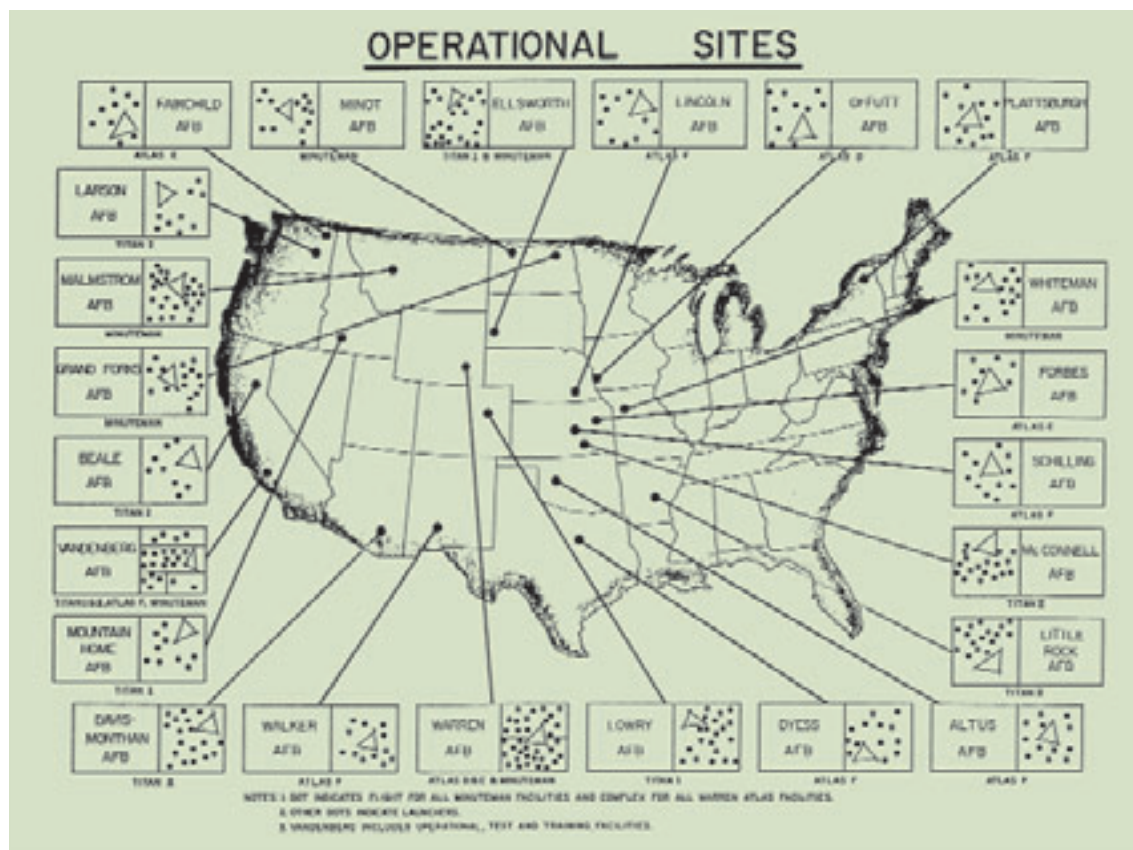 OPERATIONAL SITES
FAIRCHILD
AFB
ATLAS E
MINOT
AFB
MINUTEMAN
ELLSWORTH
AFB
TITAN I & MINUTEMAN
LINCOLN
AFB
ATLAS F
OFFUTT
AFB
ATLAS D
PLATTSBURGH
AFB
ATLAS F
LARSON
AFB
TITAN I
MALMSTROM
AFB
MINUTEMAN
GRAND FORKS
AFB
MINUTEMAN
BEALE
AFB
TITAN I
VANDENBERG
AFB
MINUTEMAN
MOUNTAIN
HOME
AFB
TITAN I
WHITEMAN
AFB
MINUTEMAN
FORBES
AFB
ATLAS E
SCHILLING
AFB
ATLAS F
McCONNELL
AFB
TITAN II
LITTLE
ROCK
AFB
TITAN II
DAVIS-
MONTHAN
AFB
TITAN II
WALKER
AFB
ATLAS F
WARREN
AFB
ATLAS D&E & MINUTEMAN
LOWRY
AFB
TITAN I
DYESS
AFB
ATLAS F
ALTUS
AFB
ATLAS F
NOTES: 1. DOT INDICATES FLIGHT FOR ALL MINUTEMAN FACILITIES AND COMPLEX FOR ALL WARREN ATLAS FACILITIES.
2. OTHER DOTS INDICATE LAUNCHERS.
3. VANDENBERG INCLUDES OPERATIONAL, TEST AND TRAINING FACILITIES.